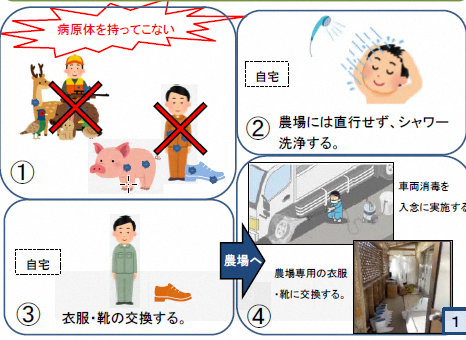 病原体を持ってこない
①
自宅
② 農場には直行せず、シャワー
洗浄する。
自宅
③ 衣服・靴の交換する。
農場へ
車両消毒を
入念に実施する
農場専用の衣服
・靴に交換する。
④
1